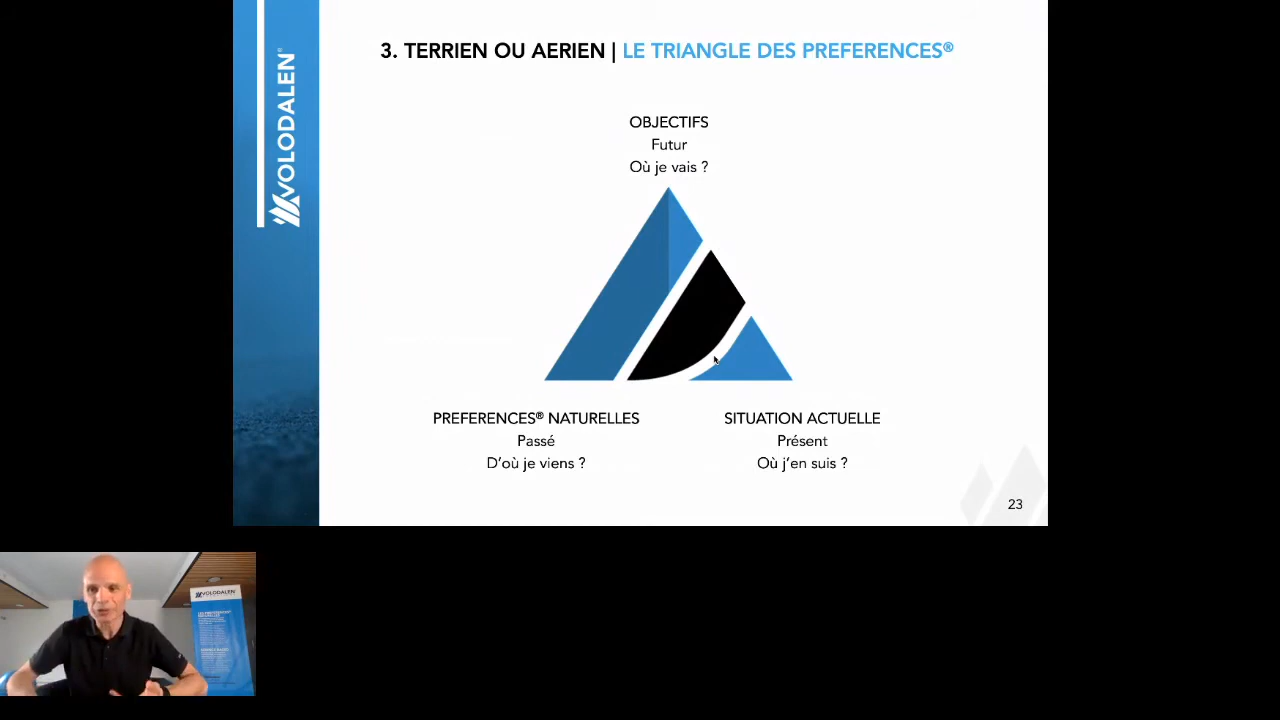 3. TERRIEN OU AERIEN | LE TRIANGLE DES PREFERENCES®
VOLODALEN®
OBJECTIFS
Futur
Où je vais ?
PREFERENCES® NATURELLES
Passé
D'où je viens ?
SITUATION ACTUELLE
Présent
Où j'en suis ?
23
VOLODALEN